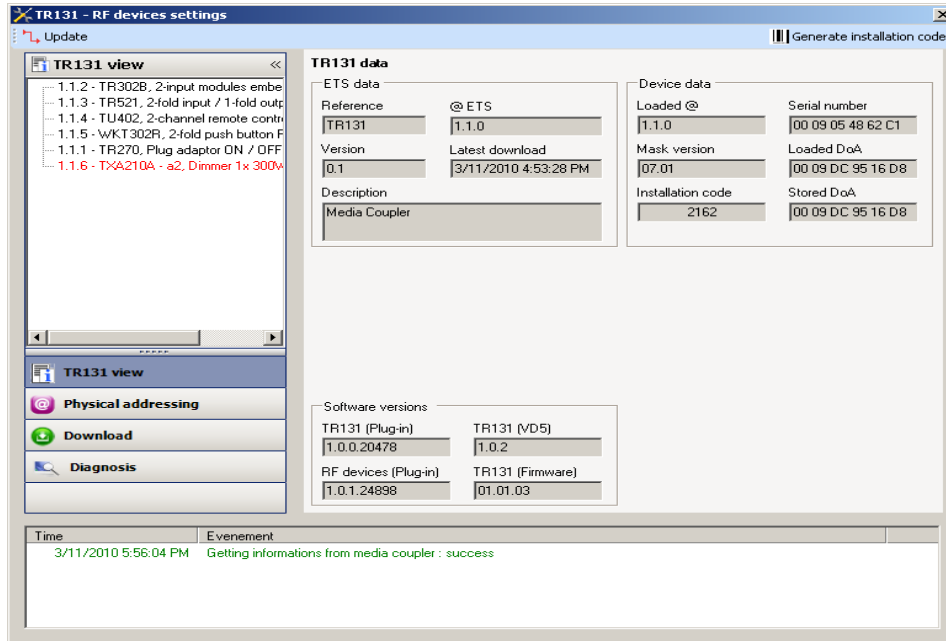 TR131 - RF devices settings
Update
Generate installation code
TR131 view
1.1.2 - TR302B, 2-input modules embe
1.1.3 - TR521, 2-fold input / 1-fold outp
1.1.4 - TU402, 2-channel remote contr
1.1.5 - WKT302R, 2-fold push button F
1.1.1 - TR270, Plug adaptor ON / OFF
1.1.6 - TXA210A - a2, Dimmer 1x 300W
TR131 view
Physical addressing
Download
Diagnosis
TR131 data
ETS data
Reference
@ ETS
TR131
1.1.0
Version
Latest download
0.1
3/11/2010 4:53:28 PM
Description
Media Coupler
Device data
Loaded @
Serial number
1.1.0
00 09 05 48 62 C1
Mask version
Loaded DoA
07.01
00 09 DC 95 16 D8
Installation code
Stored DoA
2162
00 09 DC 95 16 D8
Software versions
TR131 (Plug-in)
TR131 (VD5)
1.0.0.20478
1.0.2
RF devices (Plug-in)
TR131 (Firmware)
1.0.1.24898
01.01.03
Time
Evenement
3/11/2010 5:56:04 PM
Getting informations from media coupler : success